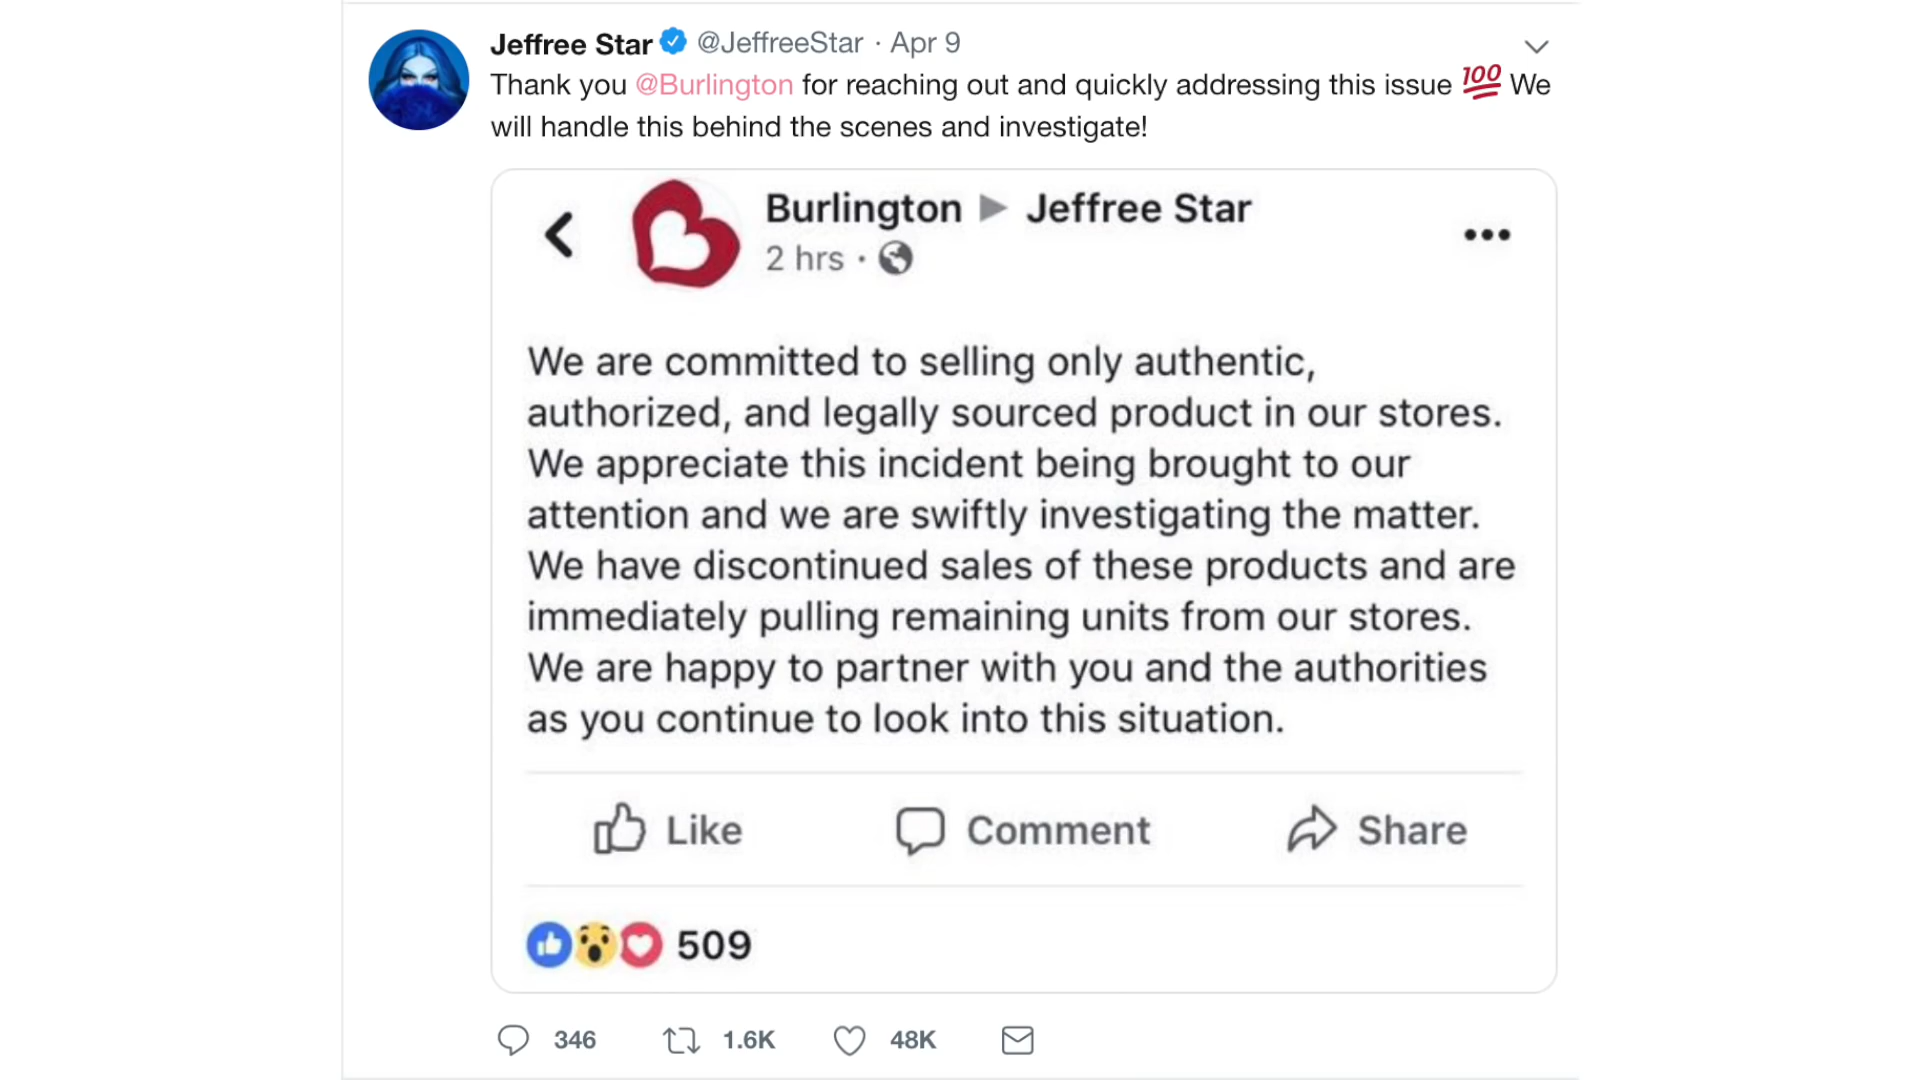 Jeffree Star @JeffreeStar · Apr 9
Thank you @Burlington for reaching out and quickly addressing this issue 💯 We
will handle this behind the scenes and investigate!
Burlington ▶ Jeffree Star
2 hrs ·
We are committed to selling only authentic,
authorized, and legally sourced product in our stores.
We appreciate this incident being brought to our
attention and we are swiftly investigating the matter.
We have discontinued sales of these products and are
immediately pulling remaining units from our stores.
We are happy to partner with you and the authorities
as you continue to look into this situation.
Like Comment Share
509
346 1.6K 48K